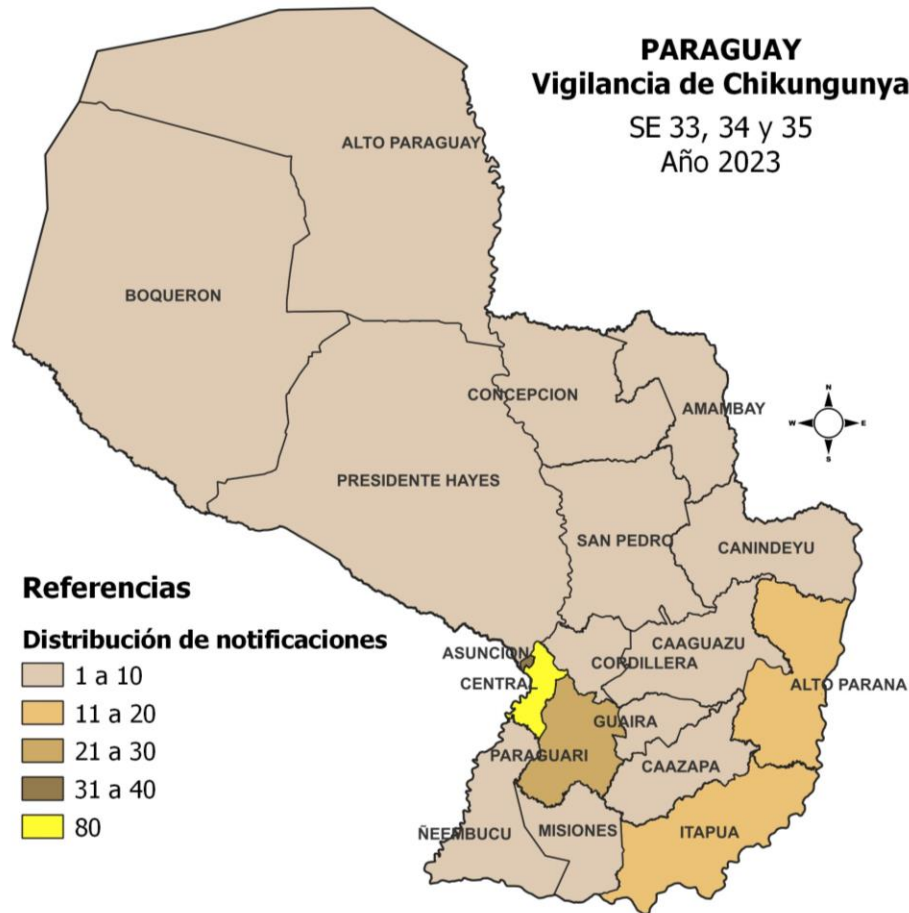 PARAGUAY
Vigilancia de Chikungunya
SE 33, 34 y 35
Año 2023
ALTO PARAGUAY
BOQUERON
CONCEPCION
AMAMBAY
N
W E
S
PRESIDENTE HAYES
SAN PEDRO
CANINDEYU
Referencias
Distribución de notificaciones
1 a 10
11 a 20
21 a 30
31 a 40
80
ASUNCION
CENTRAL
CORDILLERA
CAAGUAZU
ALTO PARANA
GUAIRA
PARAGUARI
CAAZAPA
ÑEEMBUCU
MISIONES
ITAPUA